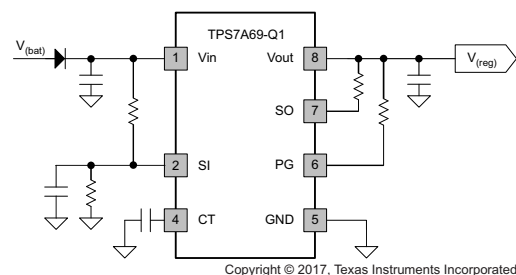 TPS7A69-Q1
V(bat)
1 Vin
Vout 8
V(reg)
SO 7
2 SI
PG 6
4 CT
GND 5
Copyright © 2017, Texas Instruments Incorporated